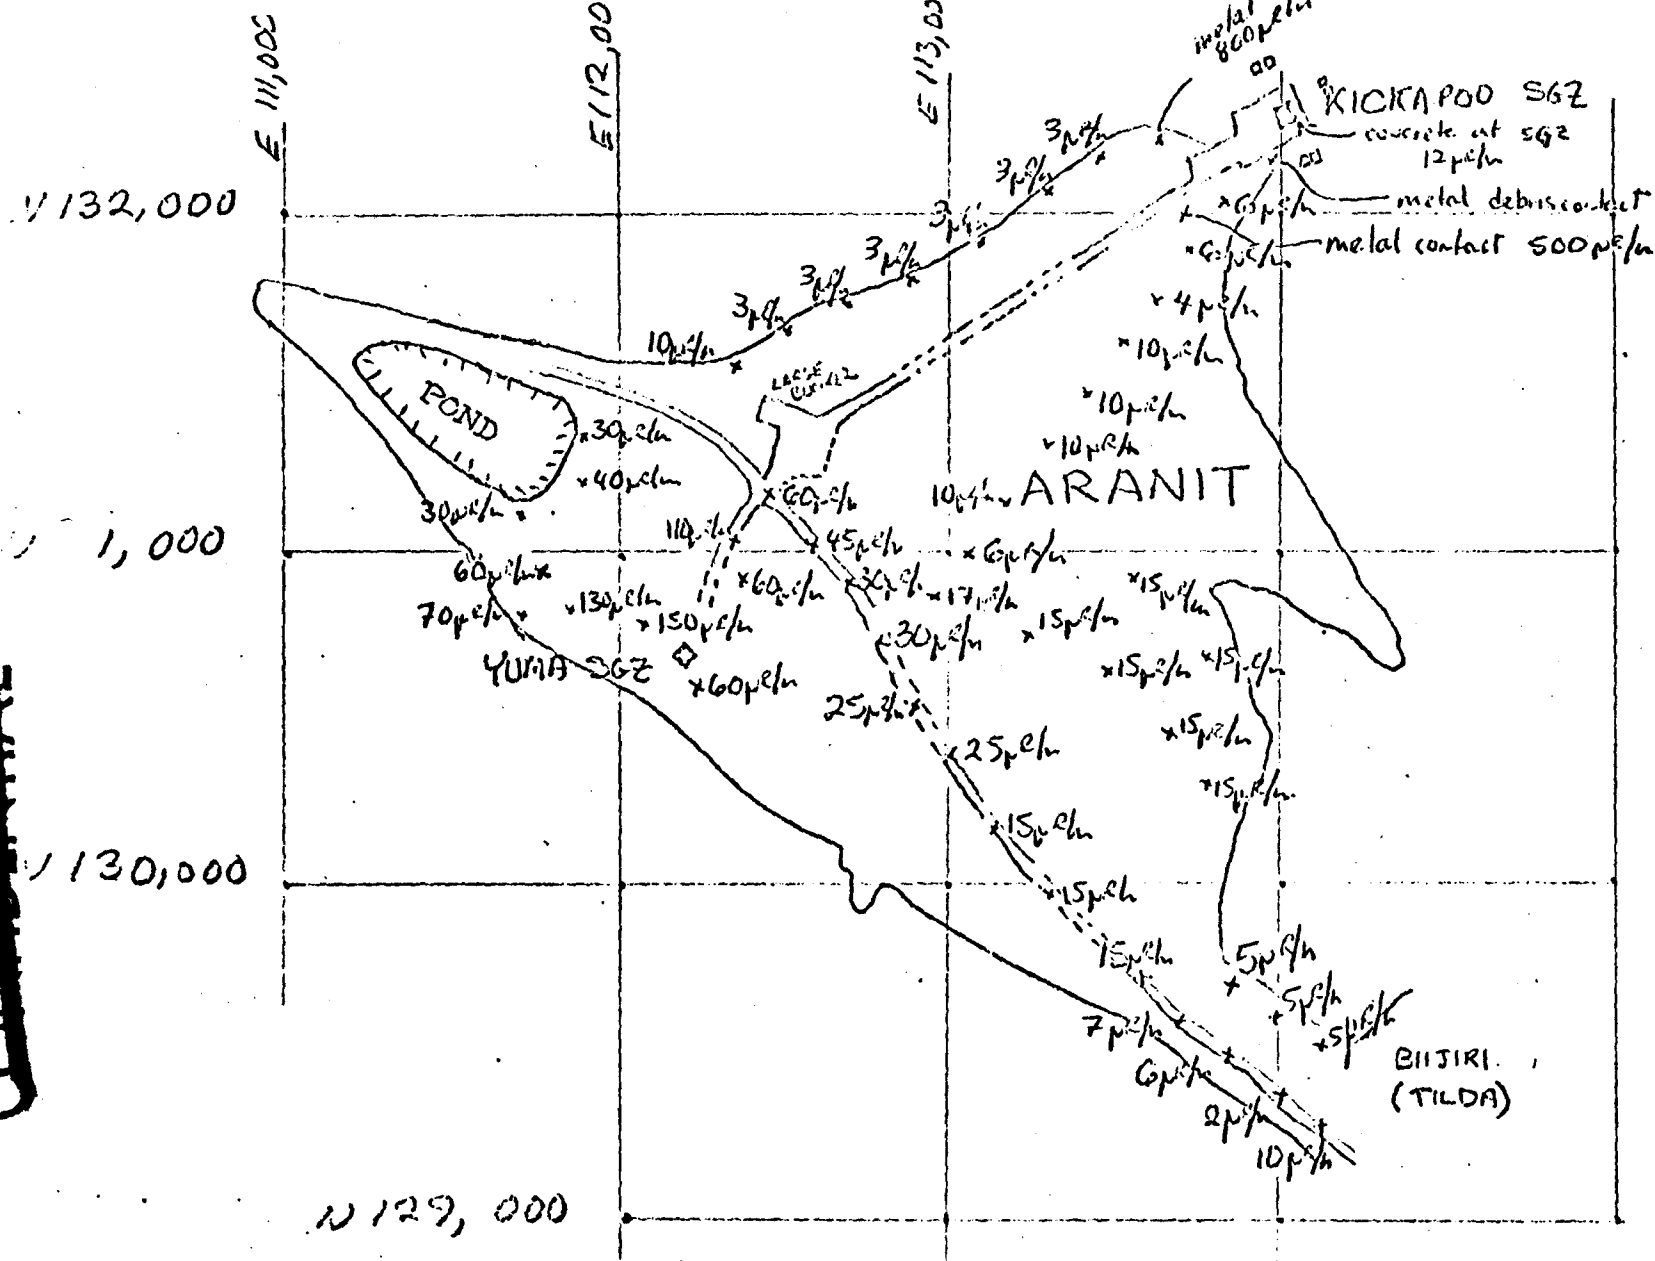 E 111,000
E 112,00
E 113,00
metal
800 μr/h
KICKAPOO SGZ
concrete at SGZ
12 μr/h
N 132,000
metal debris contact
metal contact 500 μr/h
3 μr/h
3 μr/h
3 μr/h
3 μr/h
3 μr/h
3 μr/h
10 μr/h
4 μr/h
10 μr/h
10 μr/h
10 μr/h
10 μr/h
POND
30 μr/h
40 μr/h
30 μr/h
ARANIT
60 μr/h
110 μr/h
45 μr/h
1,000
6 μr/h
60 μr/h
70 μr/h
130 μr/h
150 μr/h
60 μr/h
30 μr/h
17 μr/h
15 μr/h
15 μr/h
30 μr/h
15 μr/h
15 μr/h
YUMA SGZ
60 μr/h
25 μr/h
25 μr/h
15 μr/h
15 μr/h
15 μr/h
N 130,000
15 μr/h
15 μr/h
5 μr/h
5 μr/h
5 μr/h
7 μr/h
6 μr/h
2 μr/h
10 μr/h
BIIJIRI
(TILDA)
N 129,000